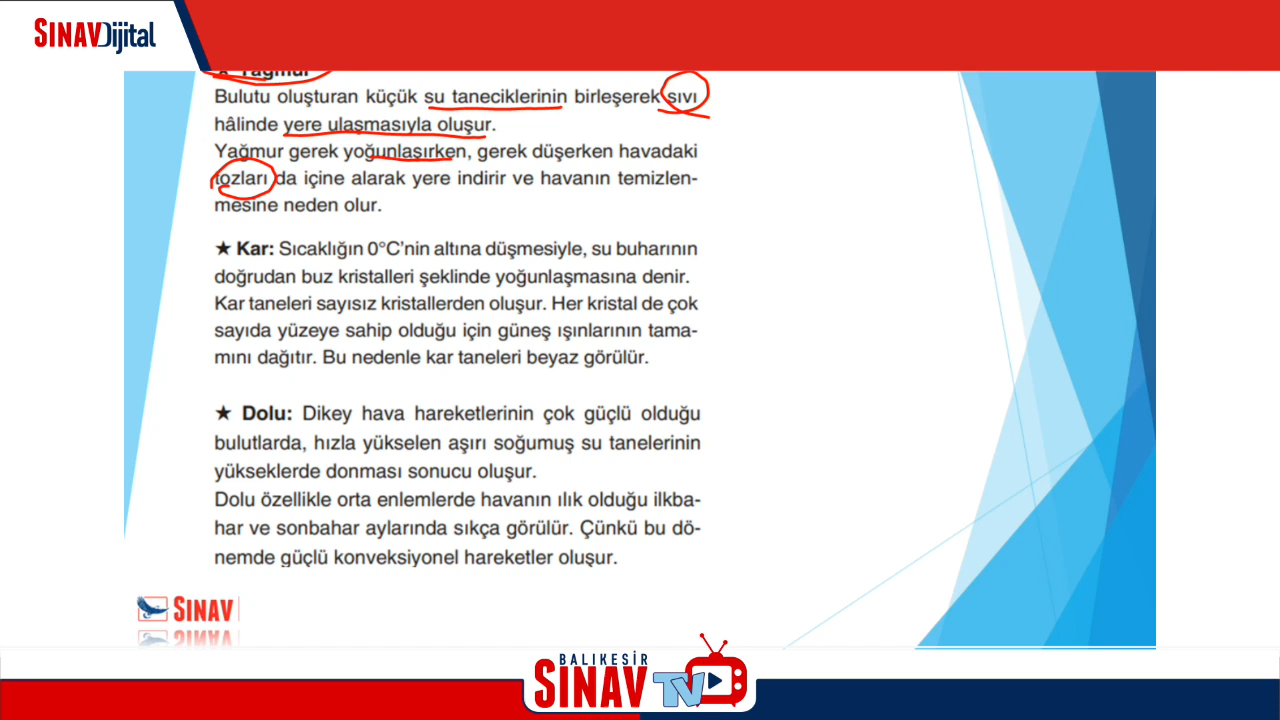 SINAVDijital
★ Yağmur
Bulutu oluşturan küçük su taneciklerinin birleşerek sıvı
hâlinde yere ulaşmasıyla oluşur.
Yağmur gerek yoğunlaşırken, gerek düşerken havadaki
tozları da içine alarak yere indirir ve havanın temizlen-
mesine neden olur.
★ Kar: Sıcaklığın 0°C'nin altına düşmesiyle, su buharının
doğrudan buz kristalleri şeklinde yoğunlaşmasına denir.
Kar taneleri sayısız kristallerden oluşur. Her kristal de çok
sayıda yüzeye sahip olduğu için güneş ışınlarının tama-
mını dağıtır. Bu nedenle kar taneleri beyaz görülür.
★ Dolu: Dikey hava hareketlerinin çok güçlü olduğu
bulutlarda, hızla yükselen aşırı soğumuş su tanelerinin
yükseklerde donması sonucu oluşur.
Dolu özellikle orta enlemlerde havanın ılık olduğu ilkba-
har ve sonbahar aylarında sıkça görülür. Çünkü bu dö-
nemde güçlü konveksiyonel hareketler oluşur.
SINAV
BALIKESİR
SINAV TV